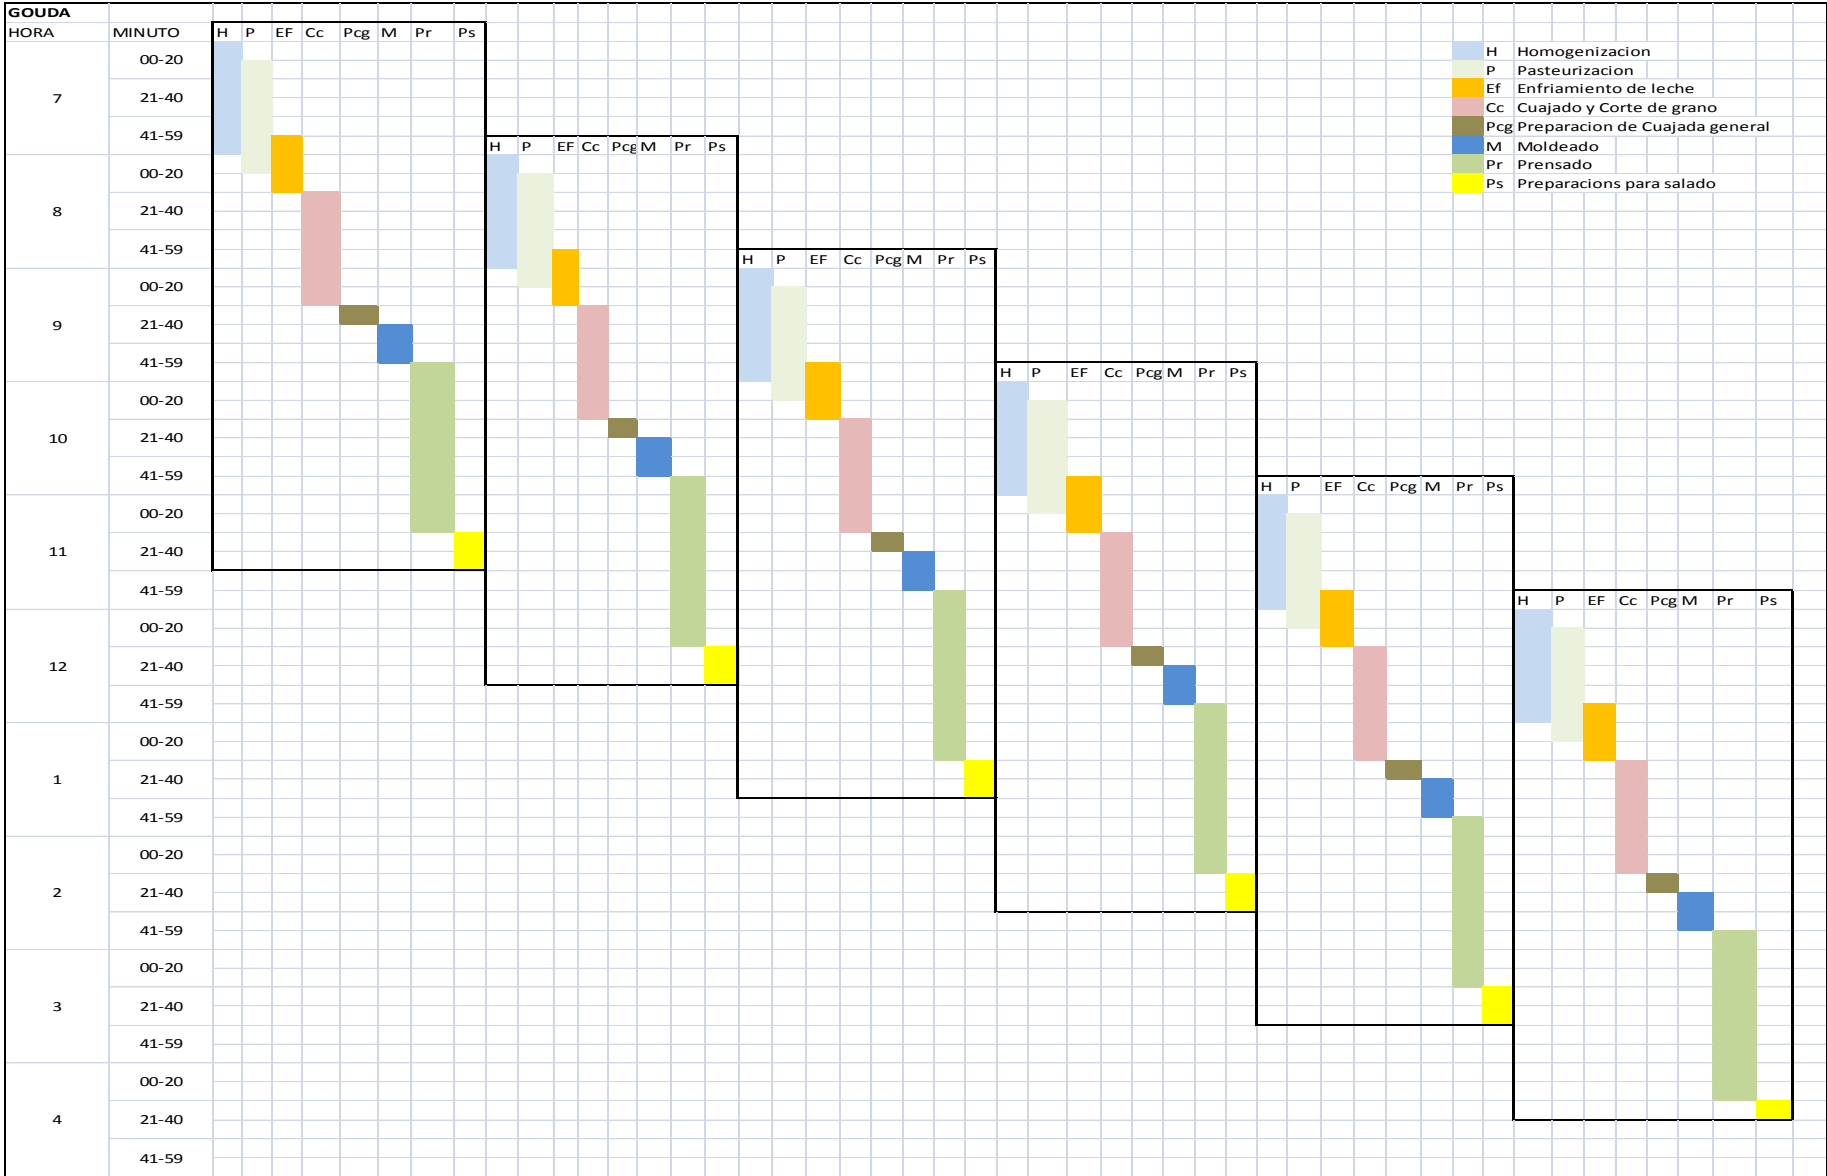 GOUDA
HORA MINUTO H P EF Cc Pcg M Pr Ps
00-20 H Homogenizacion
P Pasteurizacion
Ef Enfriamiento de leche
7 21-40 Cc Cuajado y Corte de grano
41-59 Pcg Preparacion de Cuajada general
H P EF Cc Pcg M Pr Ps M Moldeado
Pr Prensado
00-20 Ps Preparacions para salado
8 21-40
41-59
H P EF Cc Pcg M Pr Ps
00-20
9 21-40
41-59
H P EF Cc Pcg M Pr Ps
00-20
10 21-40
41-59
H P EF Cc Pcg M Pr Ps
00-20
11 21-40
41-59
H P EF Cc Pcg M Pr Ps
00-20
12 21-40
41-59
00-20
1 21-40
41-59
00-20
2 21-40
41-59
00-20
3 21-40
41-59
00-20
4 21-40
41-59